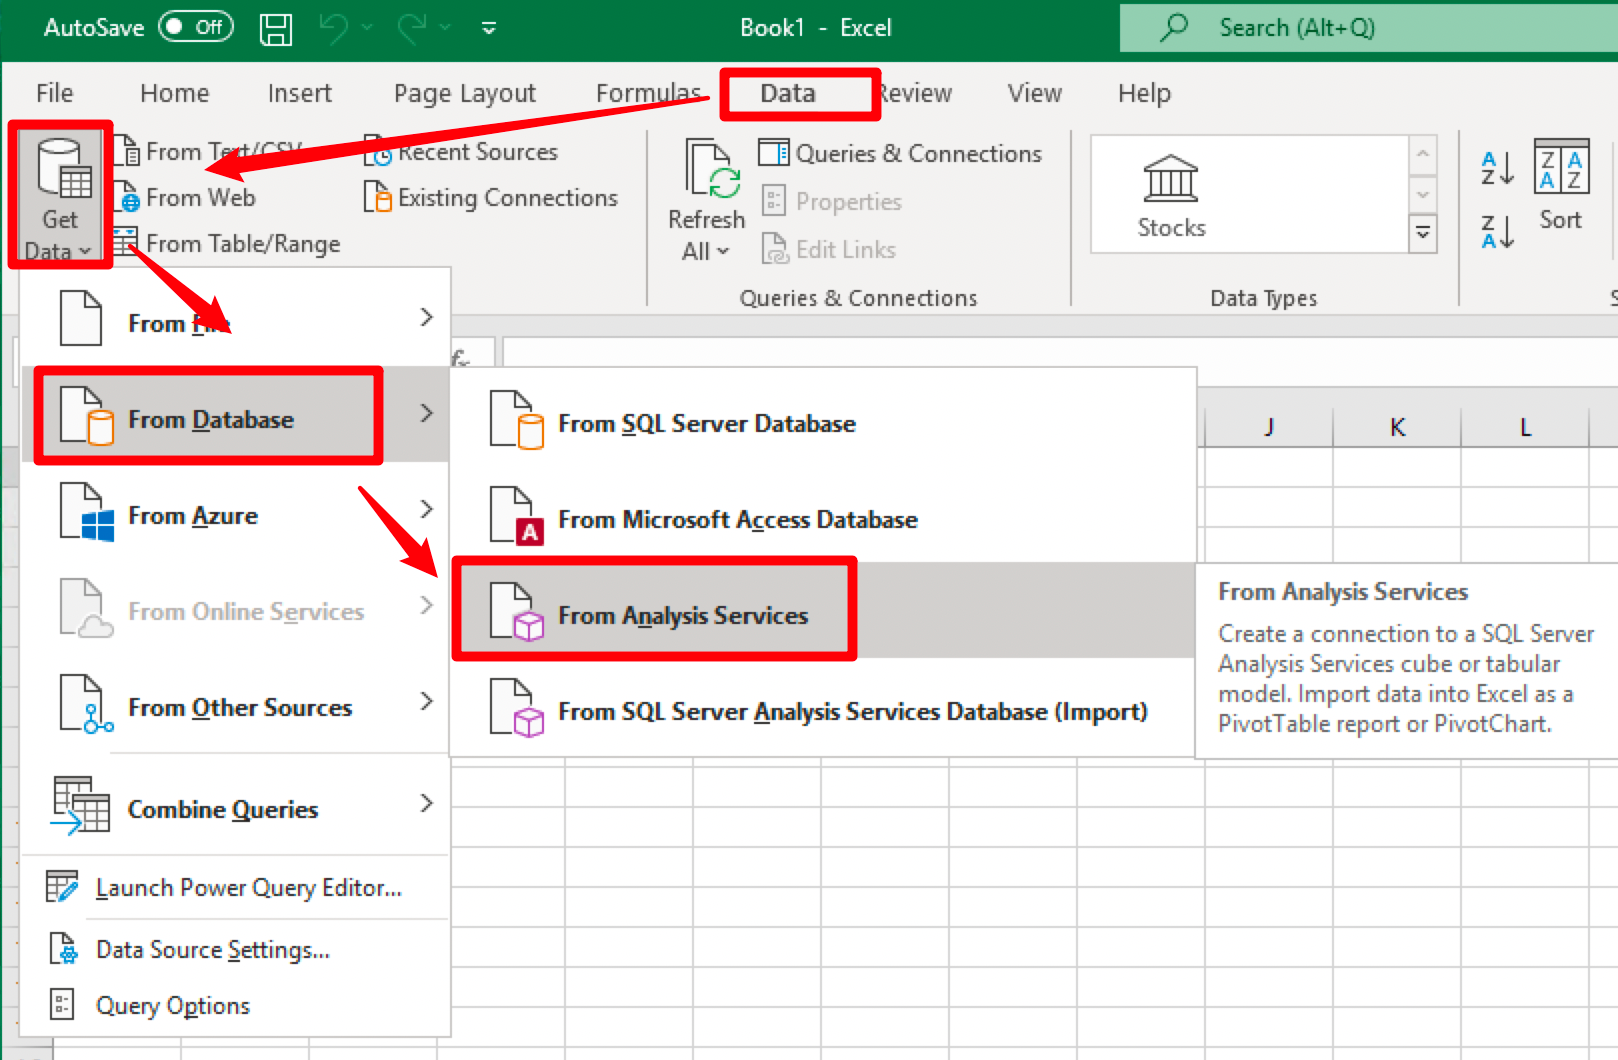 AutoSave Off
Book1 - Excel
Search (Alt+Q)
File Home Insert Page Layout Formulas Data Review View Help
Get
Data
From Text/CSV
From Web
From Table/Range
Recent Sources
Existing Connections
Refresh
All
Queries & Connections
Properties
Edit Links
Queries & Connections
Stocks
Data Types
Sort
From File
From Database
From Azure
From Online Services
From Other Sources
Combine Queries
Launch Power Query Editor...
Data Source Settings...
Query Options
From SQL Server Database
From Microsoft Access Database
From Analysis Services
From SQL Server Analysis Services Database (Import)
From Analysis Services
Create a connection to a SQL Server
Analysis Services cube or tabular
model. Import data into Excel as a
PivotTable report or PivotChart.
J K L